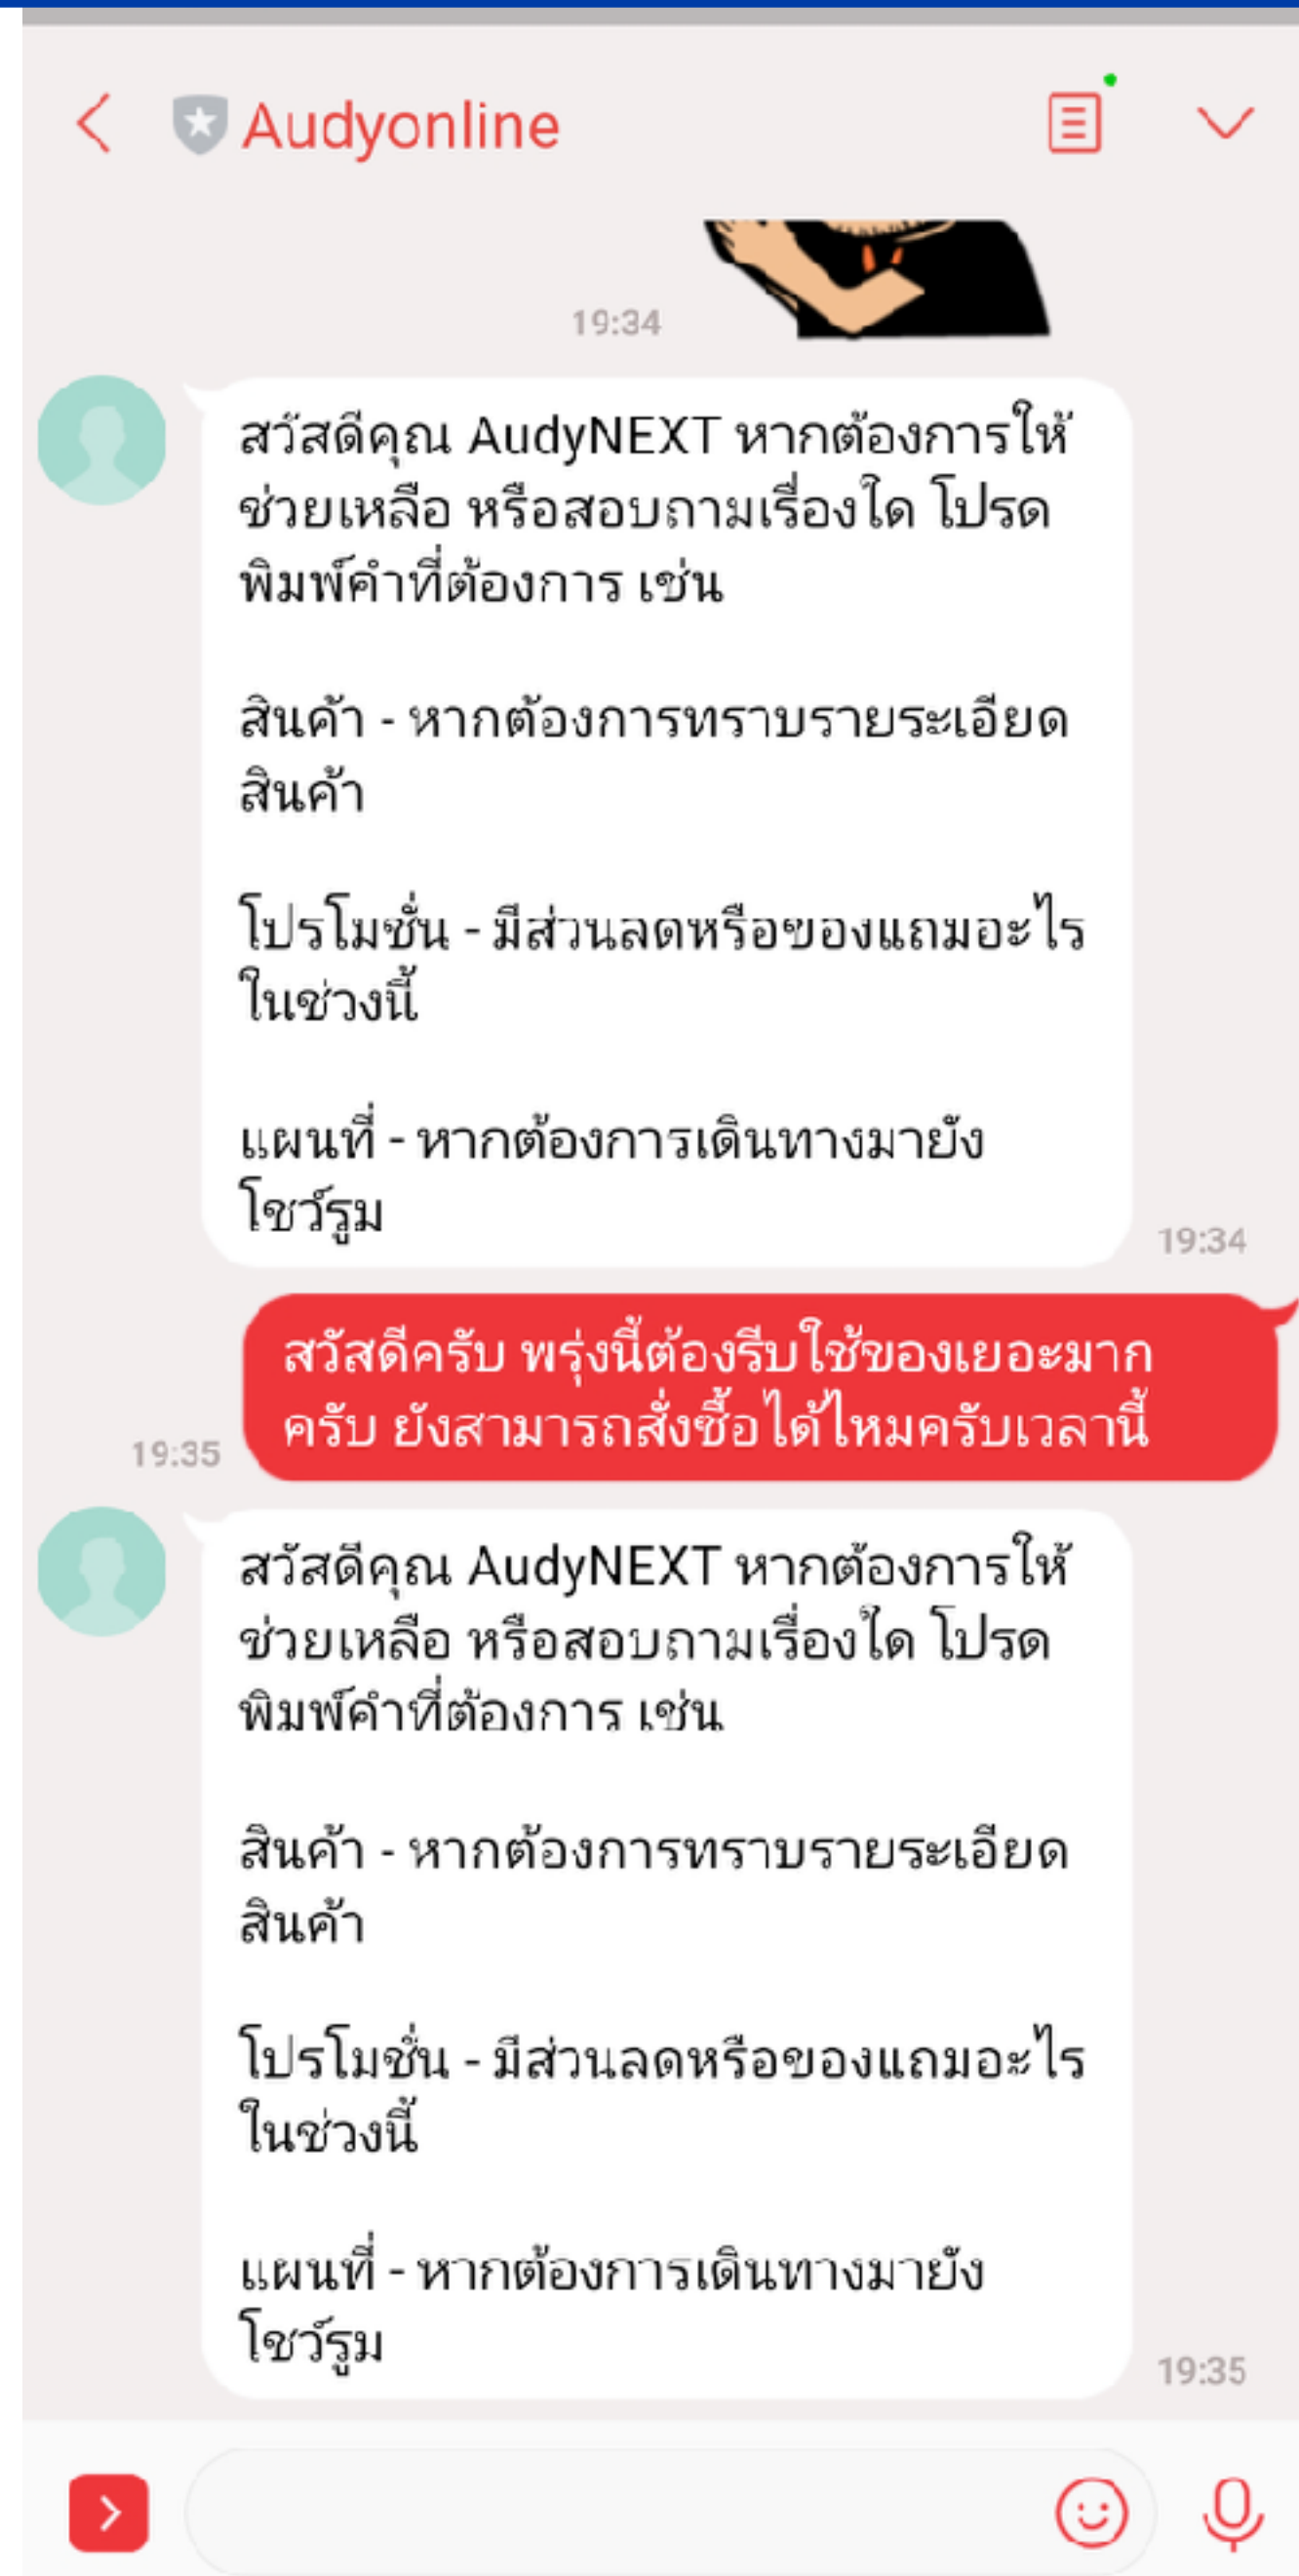 Audyonline
19:34
สวัสดีคุณ AudyNEXT หากต้องการให้
ช่วยเหลือ หรือสอบถามเรื่องใด โปรด
พิมพ์คำที่ต้องการ เช่น
สินค้า - หากต้องการทราบรายระเอียด
สินค้า
โปรโมชั่น - มีส่วนลดหรือของแถมอะไร
ในช่วงนี้
แผนที่ - หากต้องการเดินทางมายัง
โชว์รูม
19:34
สวัสดีครับ พรุ่งนี้ต้องรีบใช้ของเยอะมาก
ครับ ยังสามารถสั่งซื้อได้ไหมครับเวลานี้
19:35
สวัสดีคุณ AudyNEXT หากต้องการให้
ช่วยเหลือ หรือสอบถามเรื่องใด โปรด
พิมพ์คำที่ต้องการ เช่น
สินค้า - หากต้องการทราบรายระเอียด
สินค้า
โปรโมชั่น - มีส่วนลดหรือของแถมอะไร
ในช่วงนี้
แผนที่ - หากต้องการเดินทางมายัง
โชว์รูม
19:35